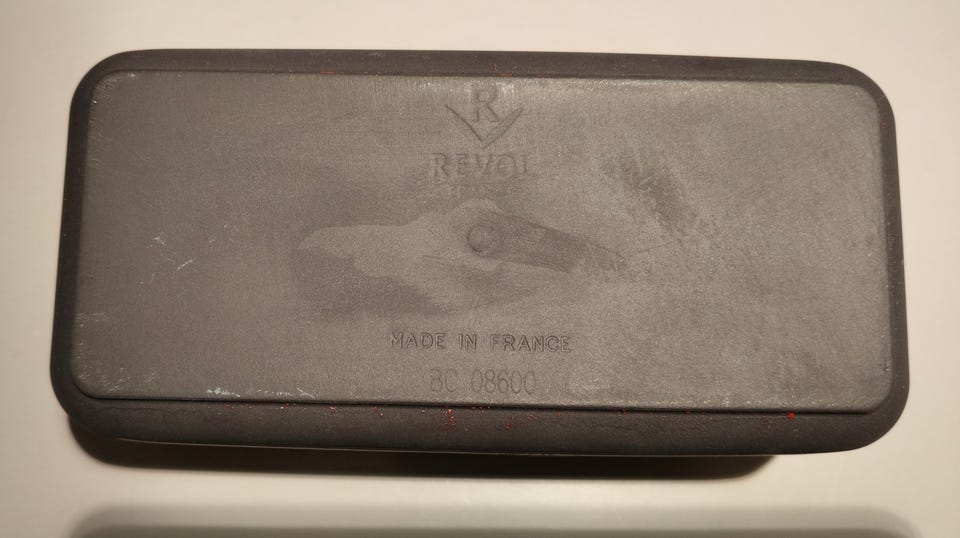 R
REVOL
MADE IN FRANCE
BC 08600